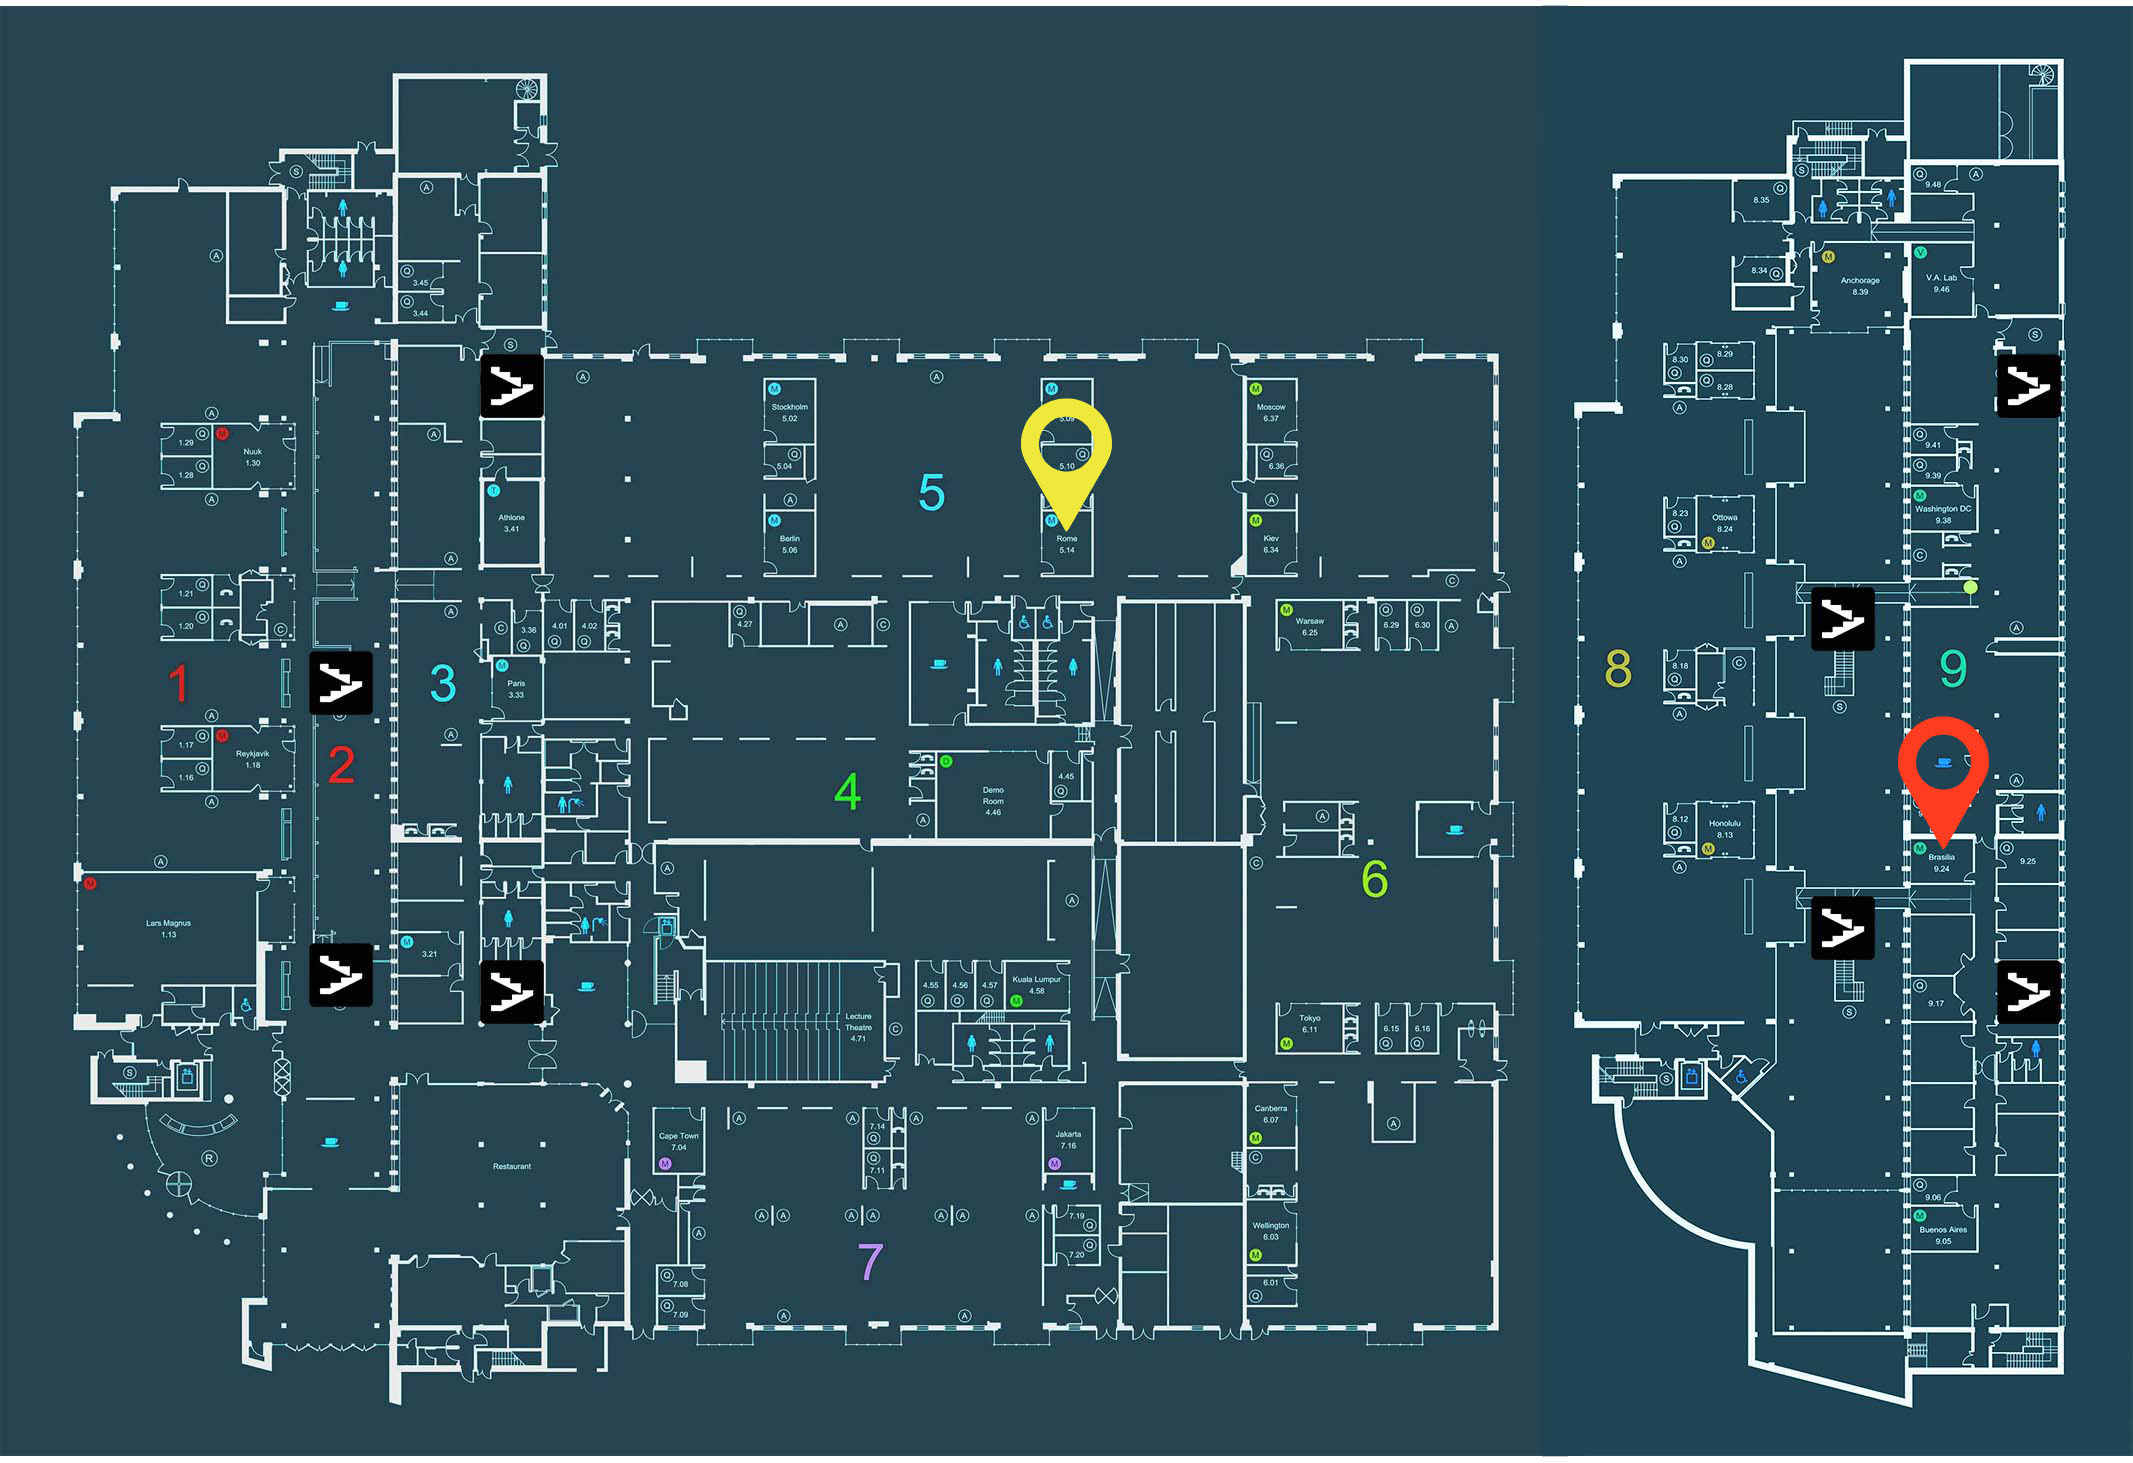 S
A
A
Q
3.45
Q
3.44
S
A
A
A
A
1.29
Q
M
Nuuk
1.30
1.28
Q
A
T
Athlone
3.41
A
1.21
Q
1.20
Q
C
A
C
3.36
Q
4.01
Q
4.02
Q
1
3
M
Paris
3.33
A
A
1.17
Q
M
Reykjavik
1.18
1.16
Q
A
2
A
M
Lars Magnus
1.13
M
3.21
S
R
Restaurant
M
Stockholm
5.02
5.04
Q
A
M
Berlin
5.06
5
M
5.09
Q
5.10
M
Rome
5.14
M
Moscow
6.37
Q
6.36
A
M
Kiev
6.34
C
Q
4.27
A
C
M
Warsaw
6.25
Q
6.29
Q
6.30
A
4
D
Demo
Room
4.46
4.45
Q
A
A
A
C
A
6
4.55
Q
4.56
Q
4.57
Q
Kuala Lumpur
4.58
M
Lecture
Theatre
4.71
C
Tokyo
6.11
M
6.15
Q
6.16
Q
Cape Town
7.04
M
A
A
7.14
Q
7.11
Q
A
A
Jakarta
7.16
M
Canberra
6.07
M
C
A
A
A
A
A
A
A
A
A
7
7.19
Q
7.20
Q
Wellington
6.03
M
6.01
Q
Q
7.08
Q
7.09
A
A
S
Q
8.35
8.34
Q
M
Anchorage
8.39
Q
9.48
A
V
V.A. Lab
9.46
S
8.30
Q
8.29
Q
8.28
Q
A
Q
9.41
Q
9.39
M
Washington DC
9.38
C
8.23
Q
Ottowa
8.24
M
A
A
8
8.18
Q
C
A
S
9
A
8.12
Q
Honolulu
8.13
M
A
M
Brasilia
9.24
Q
9.25
Q
9.17
S
S
Q
9.06
M
Buenos Aires
9.05